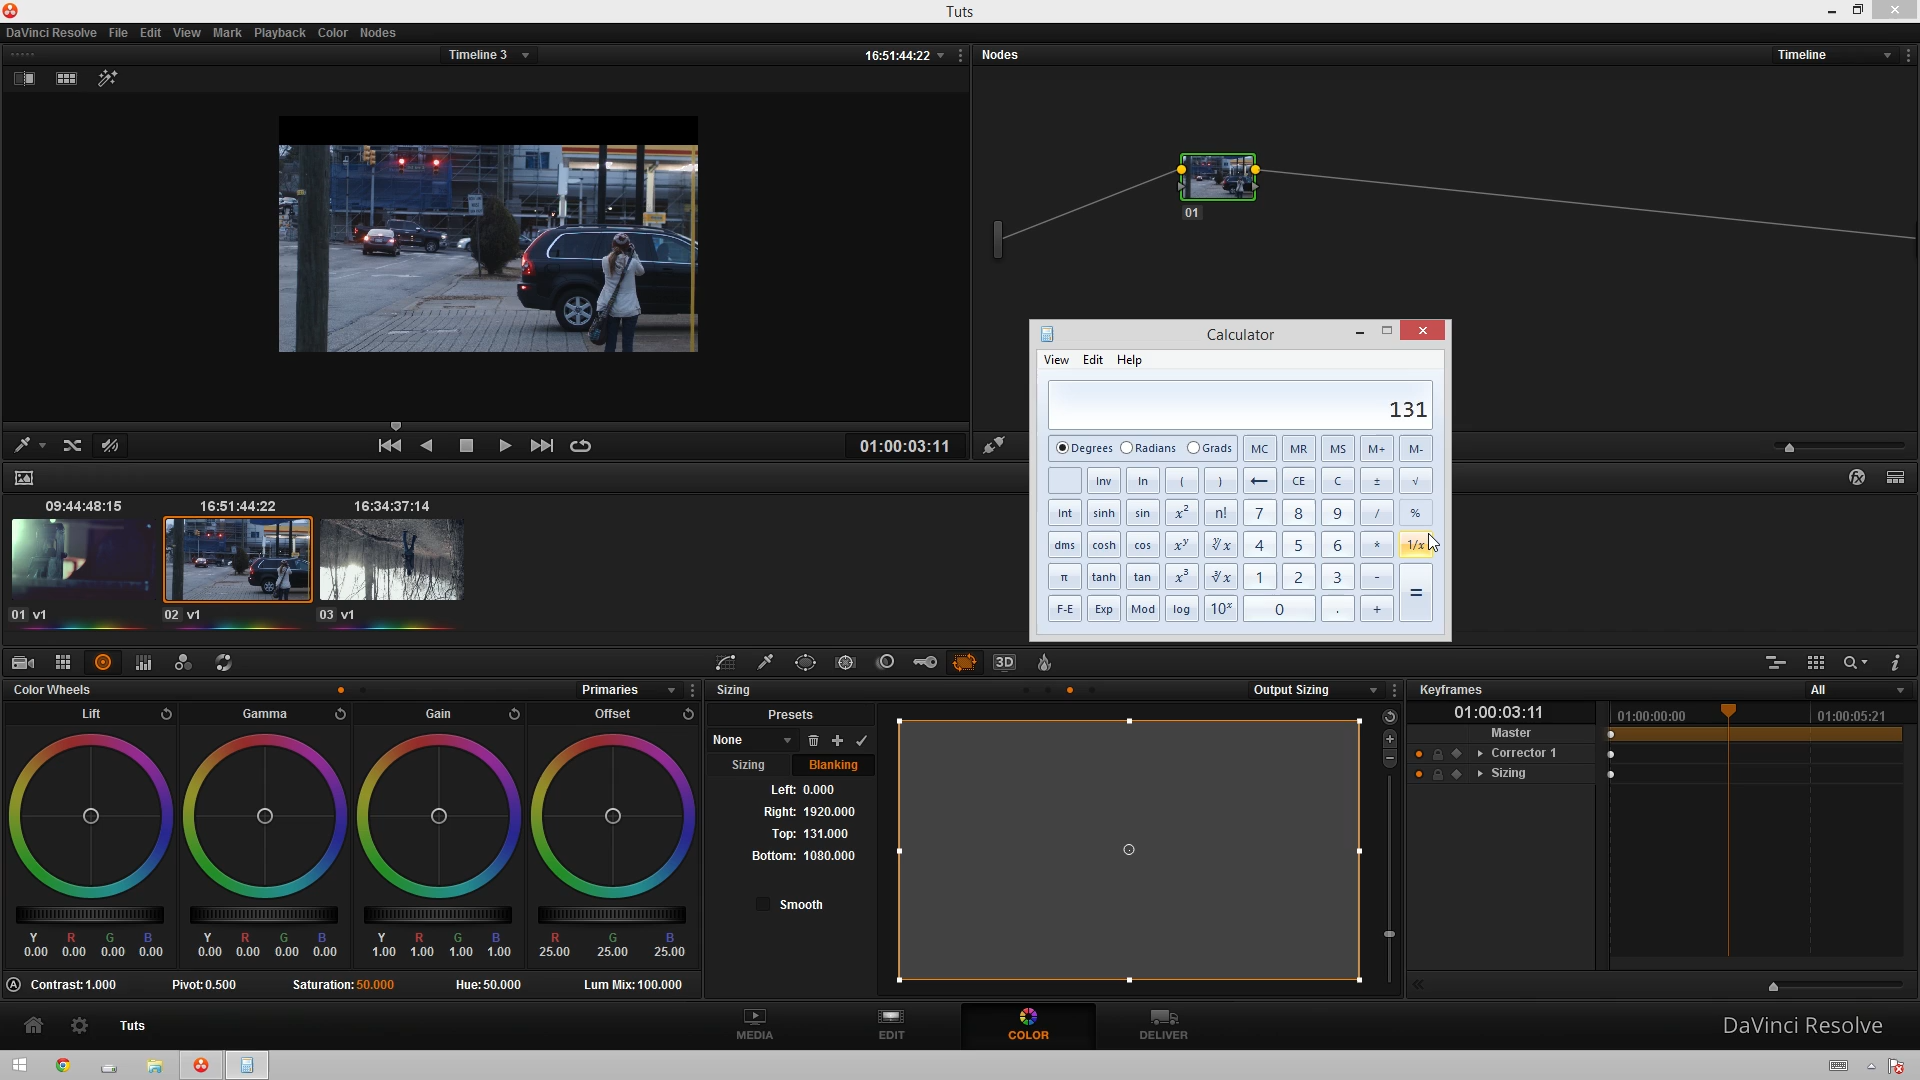 Tuts
DaVinci Resolve File Edit View Mark Playback Color Nodes
Timeline 3
16:51:44:22
Nodes
Timeline
01
Calculator
View Edit Help
131
Degrees Radians Grads MC MR MS M+ M-
Inv ln ( ) ← CE C ± √
Int sinh sin x² n! 7 8 9 / %
dms cosh cos xʸ ʸ√x 4 5 6 * 1/x
π tanh tan x³ ³√x 1 2 3 - =
F-E Exp Mod log 10ˣ 0 . +
01:00:03:11
09:44:48:15
16:51:44:22
16:34:37:14
01 v1
02 v1
03 v1
3D
Color Wheels
Primaries
Lift
Gamma
Gain
Offset
Y R G B
0.00 0.00 0.00 0.00
Y R G B
0.00 0.00 0.00 0.00
Y R G B
1.00 1.00 1.00 1.00
R G B
25.00 25.00 25.00
A Contrast:1.000 Pivot:0.500 Saturation:50.000 Hue:50.000 Lum Mix:100.000
Sizing
Output Sizing
Presets
None
Sizing Blanking
Left: 0.000
Right: 1920.000
Top: 131.000
Bottom: 1080.000
Smooth
Keyframes
All
01:00:03:11
01:00:00:00
01:00:05:21
Master
Corrector 1
Sizing
Tuts
MEDIA
EDIT
COLOR
DELIVER
DaVinci Resolve